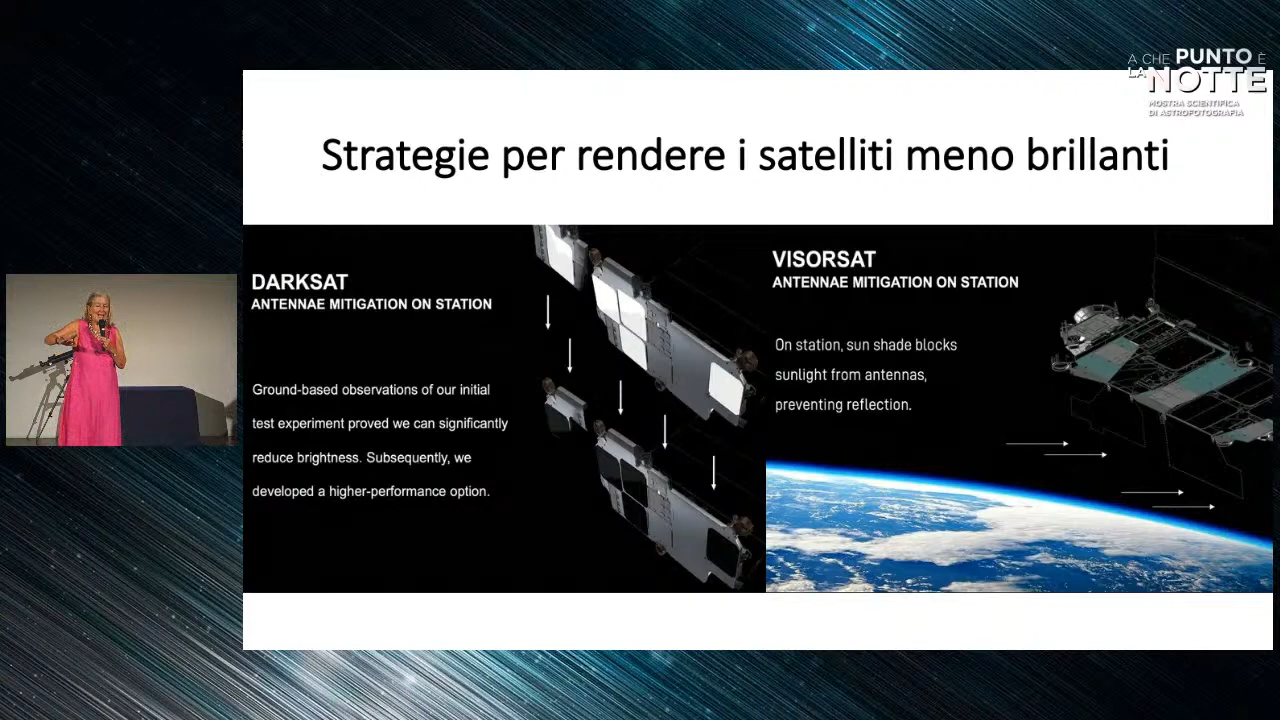 A CHE PUNTO È
LA NOTTE
MOSTRA SCIENTIFICA
DI ASTROFOTOGRAFIA
Strategie per rendere i satelliti meno brillanti
DARKSAT
ANTENNAE MITIGATION ON STATION
Ground-based observations of our initial
test experiment proved we can significantly
reduce brightness. Subsequently, we
developed a higher-performance option.
VISORSAT
ANTENNAE MITIGATION ON STATION
On station, sun shade blocks
sunlight from antennas,
preventing reflection.